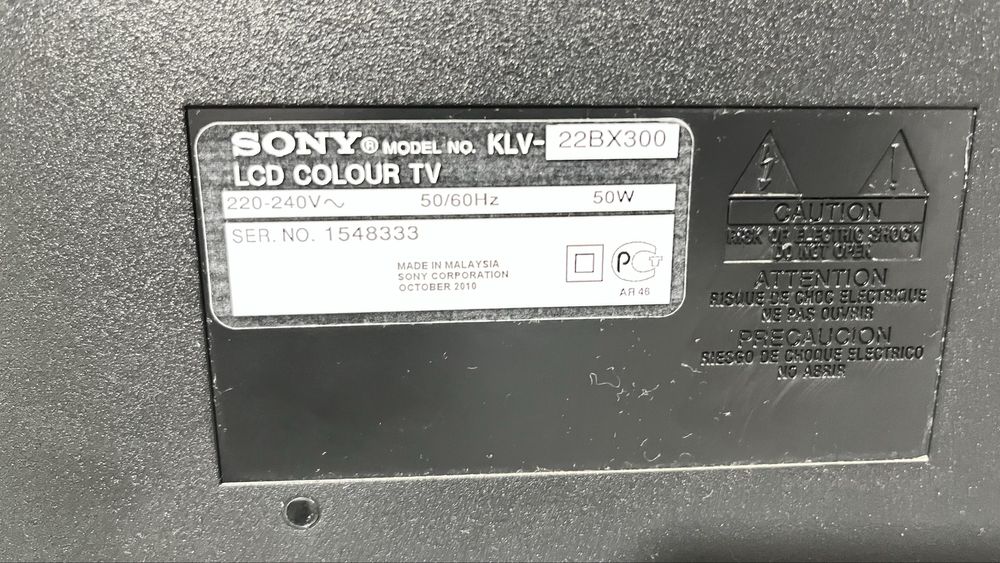 SONY® MODEL NO. KLV-22BX300
LCD COLOUR TV
220-240V~ 50/60Hz 50W
SER. NO. 1548333
MADE IN MALAYSIA
SONY CORPORATION
OCTOBER 2010
АЯ 46
CAUTION
RISK OF ELECTRIC SHOCK
DO NOT OPEN
ATTENTION
RISQUE DE CHOC ELECTRIQUE
NE PAS OUVRIR
PRECAUCION
RIESGO DE CHOQUE ELECTRICO
NO ABRIR